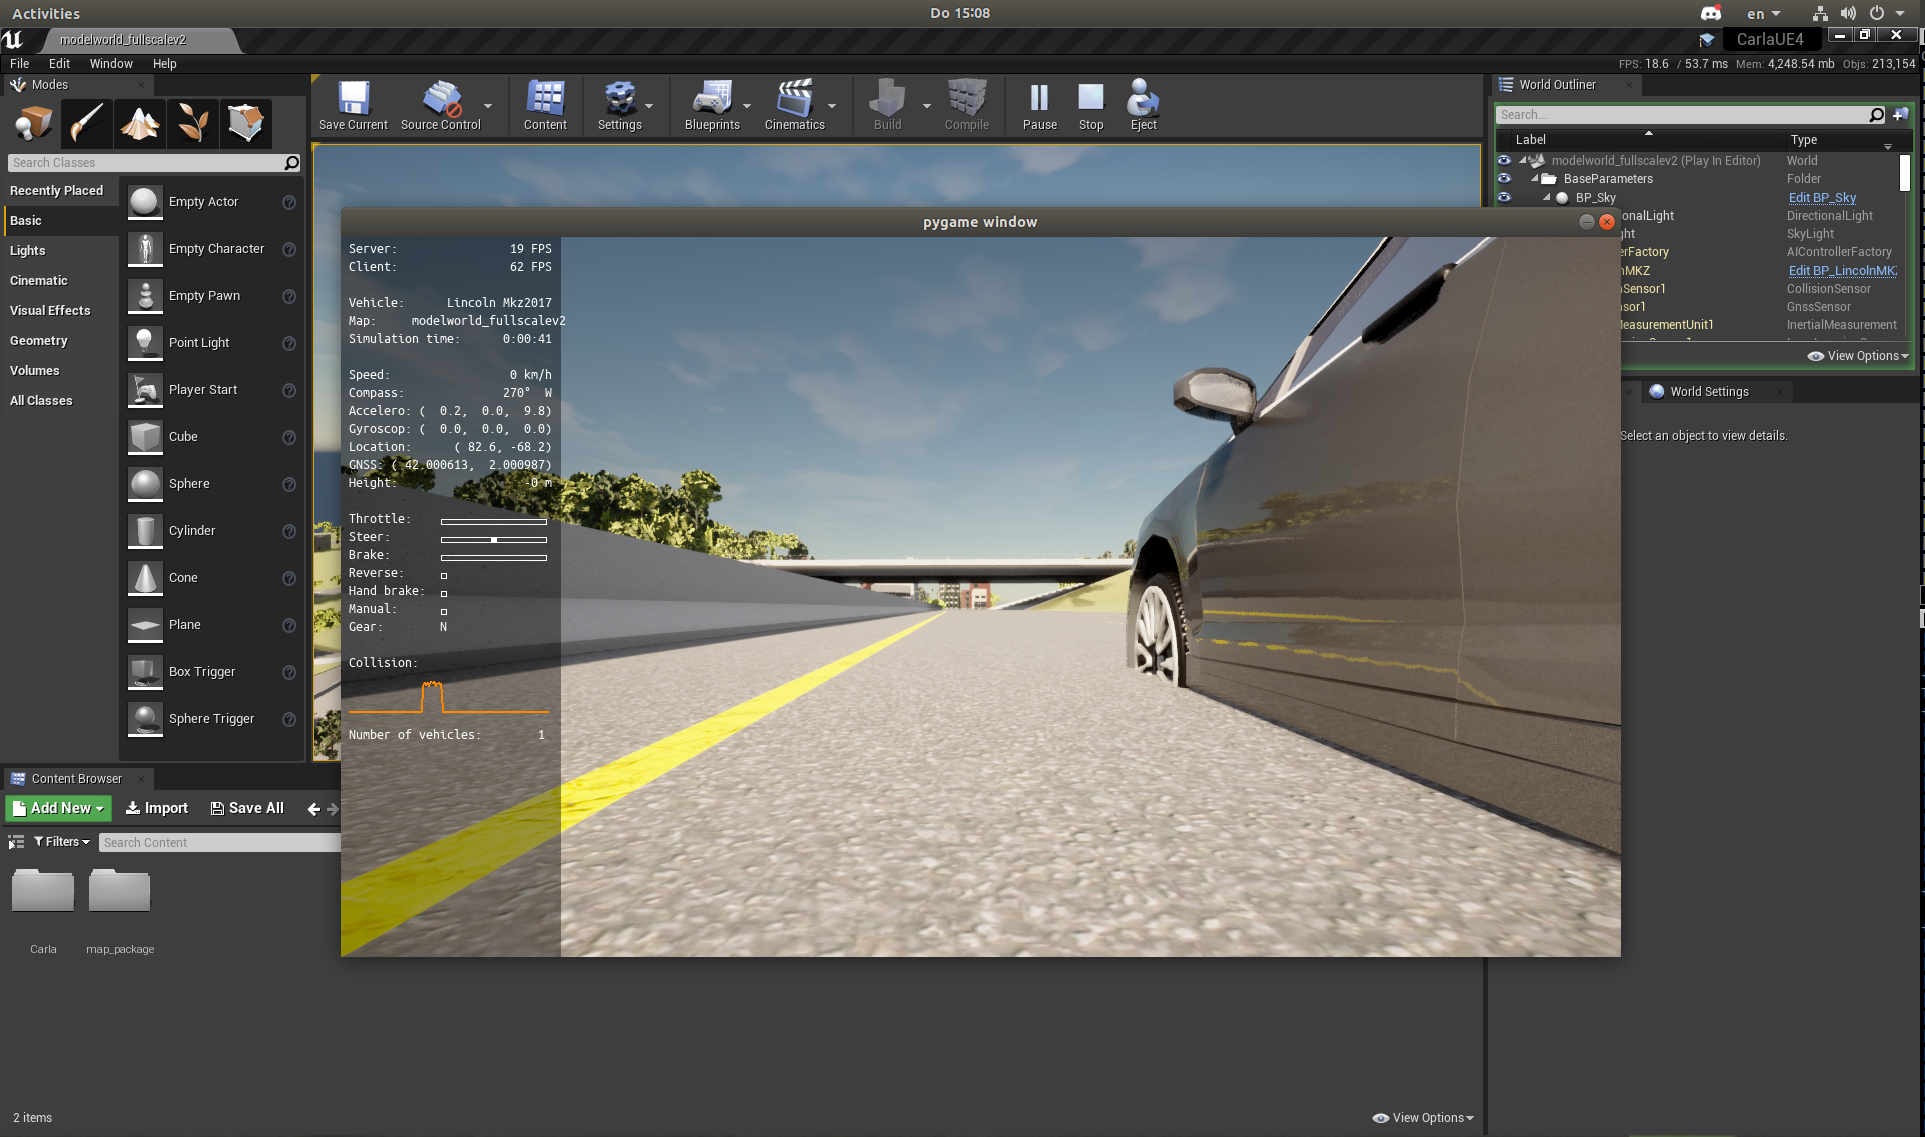 Activities
Do 15:08
en
modelworld_fullscalev2
CarlaUE4
File Edit Window Help
FPS: 18.6 / 53.7 ms Mem: 4,248.54 mb Objs: 213,154
Modes
Search Classes
Recently Placed
Basic
Lights
Cinematic
Visual Effects
Geometry
Volumes
All Classes
Empty Actor
Empty Character
Empty Pawn
Point Light
Player Start
Cube
Sphere
Cylinder
Cone
Plane
Box Trigger
Sphere Trigger
Save Current
Source Control
Content
Settings
Blueprints
Cinematics
Build
Compile
Pause
Stop
Eject
World Outliner
Search...
Label Type
modelworld_fullscalev2 (Play In Editor) World
BaseParameters Folder
BP_Sky Edit BP_Sky
onalLight DirectionalLight
ght SkyLight
erFactory AIControllerFactory
nMKZ Edit BP_LincolnMK
nSensor1 CollisionSensor
sor1 GnssSensor
leasurementUnit1 InertialMeasurement
View Options
World Settings
Select an object to view details.
pygame window
Server: 19 FPS
Client: 62 FPS
Vehicle: Lincoln Mkz2017
Map: modelworld_fullscalev2
Simulation time: 0:00:41
Speed: 0 km/h
Compass: 270° W
Accelero: ( 0.2, 0.0, 9.8)
Gyroscop: ( 0.0, 0.0, 0.0)
Location: ( 82.6, -68.2)
GNSS: ( 42.000613, 2.000987)
Height: -0 m
Throttle:
Steer:
Brake:
Reverse:
Hand brake:
Manual:
Gear: N
Collision:
Number of vehicles: 1
Content Browser
Add New Import Save All
Filters Search Content
Carla
map_package
2 items
View Options